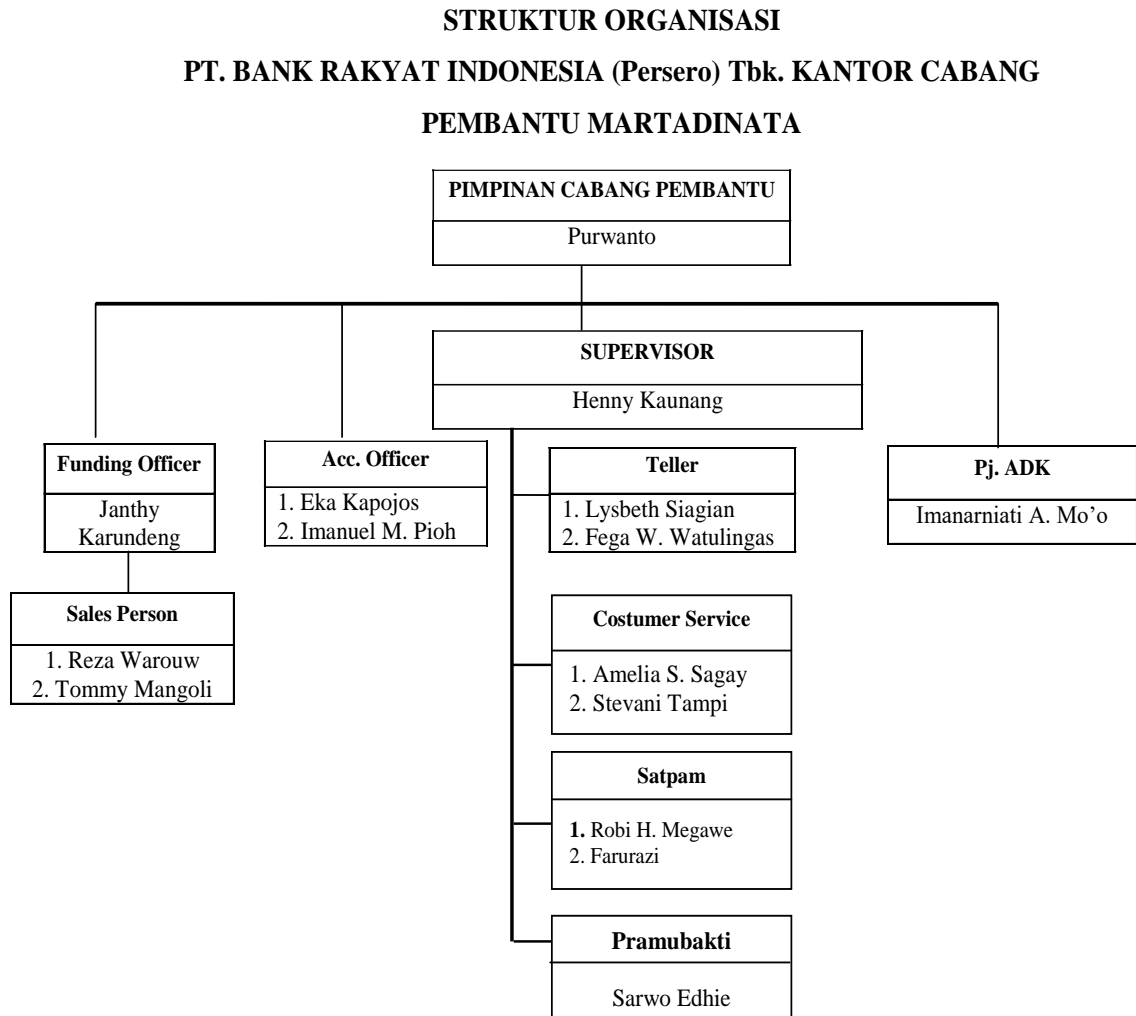 STRUKTUR ORGANISASI
PT. BANK RAKYAT INDONESIA (Persero) Tbk. KANTOR CABANG
PEMBANTU MARTADINATA
PIMPINAN CABANG PEMBANTU
Purwanto
SUPERVISOR
Henny Kaunang
Funding Officer
Janthy
Karundeng
Sales Person
1. Reza Warouw
2. Tommy Mangoli
Acc. Officer
1. Eka Kapojos
2. Imanuel M. Pioh
Teller
1. Lysbeth Siagian
2. Fega W. Watulingas
Costumer Service
1. Amelia S. Sagay
2. Stevani Tampi
Satpam
1. Robi H. Megawe
2. Farurazi
Pramubakti
Sarwo Edhie
Pj. ADK
Imanarniati A. Mo’o